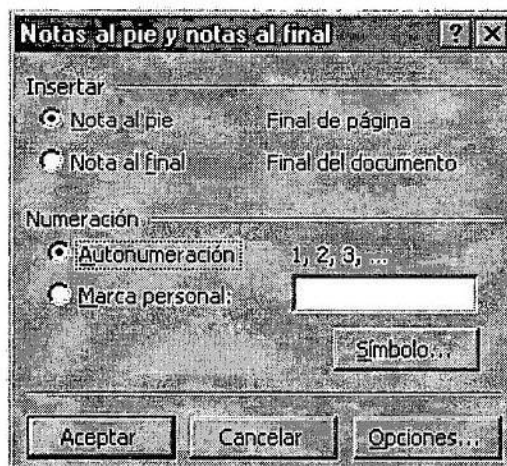 Notas al pie y notas al final ? X
Insertar
Nota al pie Final de página
Nota al final Final del documento
Numeración
Autonumeración 1, 2, 3, ...
Marca personal:
Símbolo...
Aceptar Cancelar Opciones...